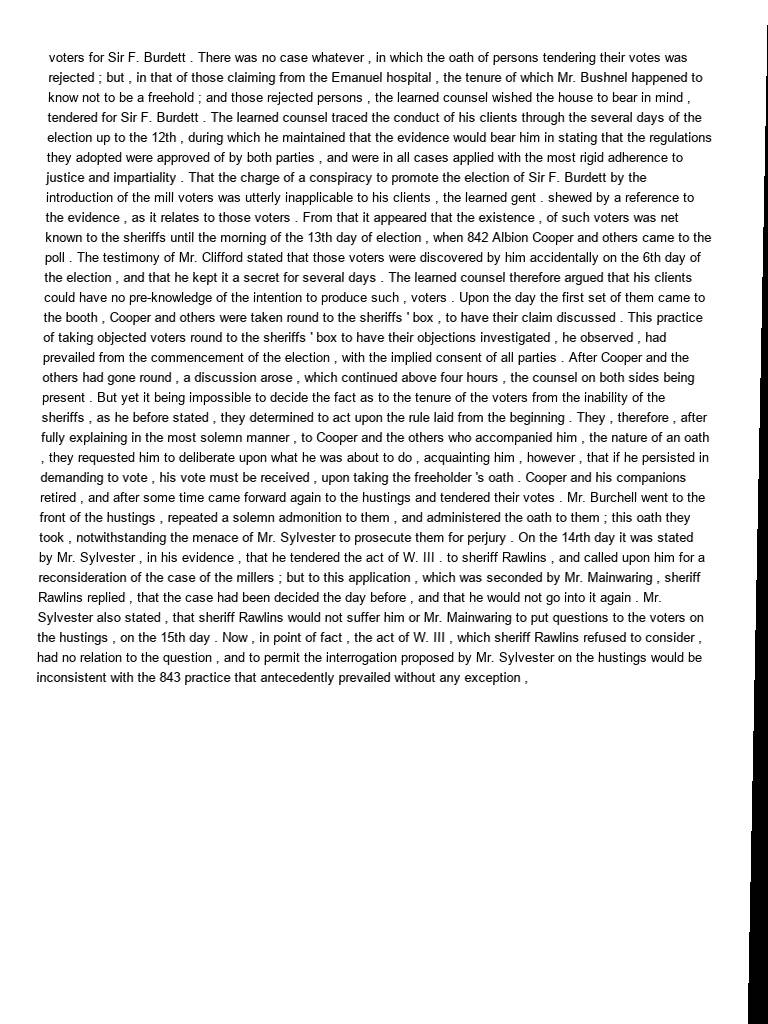 voters for Sir F. Burdett . There was no case whatever , in which the oath of persons tendering their votes was
rejected ; but , in that of those claiming from the Emanuel hospital , the tenure of which Mr. Bushnel happened to
know not to be a freehold ; and those rejected persons , the learned counsel wished the house to bear in mind ,
tendered for Sir F. Burdett . The learned counsel traced the conduct of his clients through the several days of the
election up to the 12th , during which he maintained that the evidence would bear him in stating that the regulations
they adopted were approved of by both parties , and were in all cases applied with the most rigid adherence to
justice and impartiality . That the charge of a conspiracy to promote the election of Sir F. Burdett by the
introduction of the mill voters was utterly inapplicable to his clients , the learned gent . shewed by a reference to
the evidence , as it relates to those voters . From that it appeared that the existence , of such voters was net
known to the sheriffs until the morning of the 13th day of election , when 842 Albion Cooper and others came to the
poll . The testimony of Mr. Clifford stated that those voters were discovered by him accidentally on the 6th day of
the election , and that he kept it a secret for several days . The learned counsel therefore argued that his clients
could have no pre-knowledge of the intention to produce such , voters . Upon the day the first set of them came to
the booth , Cooper and others were taken round to the sheriffs ' box , to have their claim discussed . This practice
of taking objected voters round to the sheriffs ' box to have their objections investigated , he observed , had
prevailed from the commencement of the election , with the implied consent of all parties . After Cooper and the
others had gone round , a discussion arose , which continued above four hours , the counsel on both sides being
present . But yet it being impossible to decide the fact as to the tenure of the voters from the inability of the
sheriffs , as he before stated , they determined to act upon the rule laid from the beginning . They , therefore , after
fully explaining in the most solemn manner , to Cooper and the others who accompanied him , the nature of an oath
, they requested him to deliberate upon what he was about to do , acquainting him , however , that if he persisted in
demanding to vote , his vote must be received , upon taking the freeholder 's oath . Cooper and his companions
retired , and after some time came forward again to the hustings and tendered their votes . Mr. Burchell went to the
front of the hustings , repeated a solemn admonition to them , and administered the oath to them ; this oath they
took , notwithstanding the menace of Mr. Sylvester to prosecute them for perjury . On the 14rth day it was stated
by Mr. Sylvester , in his evidence , that he tendered the act of W. III . to sheriff Rawlins , and called upon him for a
reconsideration of the case of the millers ; but to this application , which was seconded by Mr. Mainwaring , sheriff
Rawlins replied , that the case had been decided the day before , and that he would not go into it again . Mr.
Sylvester also stated , that sheriff Rawlins would not suffer him or Mr. Mainwaring to put questions to the voters on
the hustings , on the 15th day . Now , in point of fact , the act of W. III , which sheriff Rawlins refused to consider ,
had no relation to the question , and to permit the interrogation proposed by Mr. Sylvester on the hustings would be
inconsistent with the 843 practice that antecedently prevailed without any exception ,